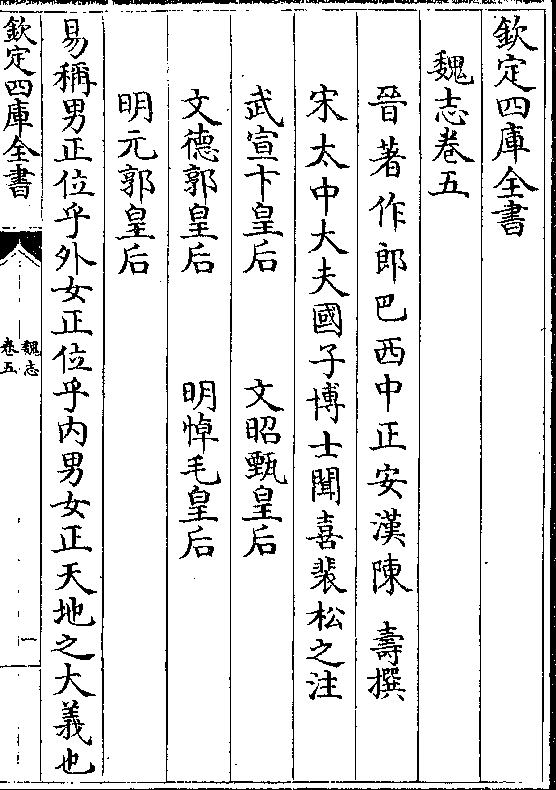 欽定四庫全書
魏志卷五
晉著作郎巴西中正安漢陳壽撰
宋太中大夫國子博士聞喜裴松之注
武宣卞皇后 文昭甄皇后
文德郭皇后 明悼毛皇后
明元郭皇后
易稱男正位乎外女正位乎內男女正天地之大義也
欽定四庫全書
魏志
卷五
一